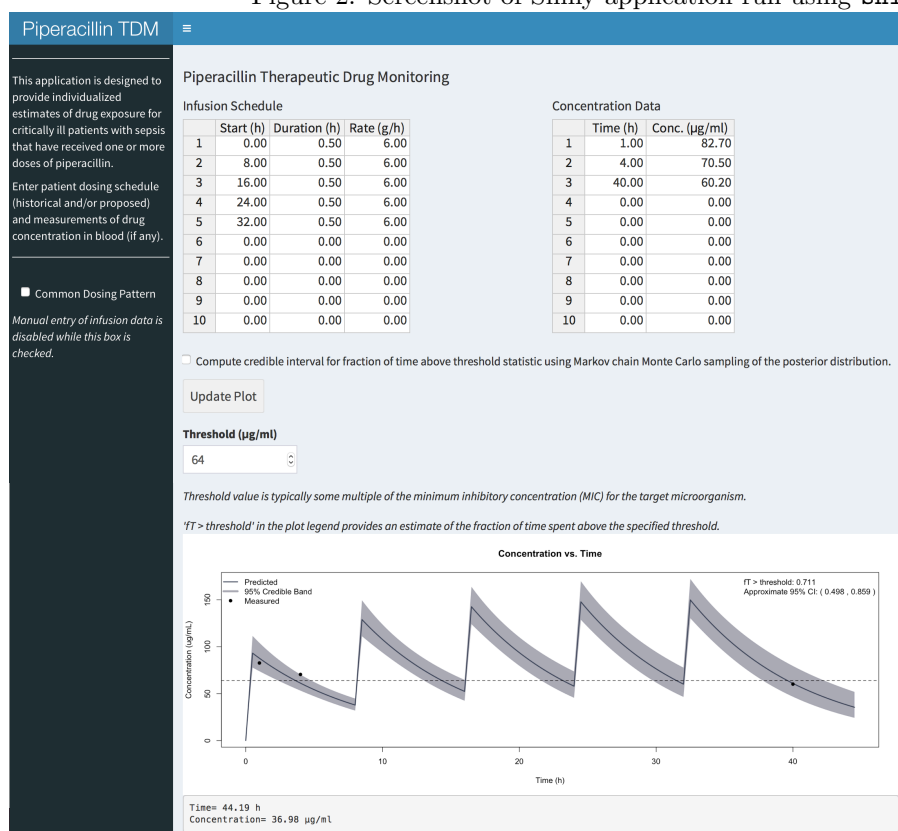 Piperacillin TDM
This application is designed to
provide individualized
estimates of drug exposure for
critically ill patients with sepsis
that have received one or more
doses of piperacillin.
Enter patient dosing schedule
(historical and/or proposed)
and measurements of drug
concentration in blood (if any).
Common Dosing Pattern
Manual entry of infusion data is
disabled while this box is
checked.
Piperacillin Therapeutic Drug Monitoring
Infusion Schedule
Start (h) Duration (h) Rate (g/h)
1 0.00 0.50 6.00
2 8.00 0.50 6.00
3 16.00 0.50 6.00
4 24.00 0.50 6.00
5 32.00 0.50 6.00
6 0.00 0.00 0.00
7 0.00 0.00 0.00
8 0.00 0.00 0.00
9 0.00 0.00 0.00
10 0.00 0.00 0.00
Concentration Data
Time (h) Conc. (μg/ml)
1 1.00 82.70
2 4.00 70.50
3 40.00 60.20
4 0.00 0.00
5 0.00 0.00
6 0.00 0.00
7 0.00 0.00
8 0.00 0.00
9 0.00 0.00
10 0.00 0.00
Compute credible interval for fraction of time above threshold statistic using Markov chain Monte Carlo sampling of the posterior distribution.
Update Plot
Threshold (μg/ml)
64
Threshold value is typically some multiple of the minimum inhibitory concentration (MIC) for the target microorganism.
'fT > threshold' in the plot legend provides an estimate of the fraction of time spent above the specified threshold.
Concentration vs. Time
Predicted
95% Credible Band
Measured
fT > threshold: 0.711
Approximate 95% CI: ( 0.498 , 0.859 )
Concentration (ug/mL)
150
100
50
0
0 10 20 30 40
Time (h)
Time= 44.19 h
Concentration= 36.98 μg/ml